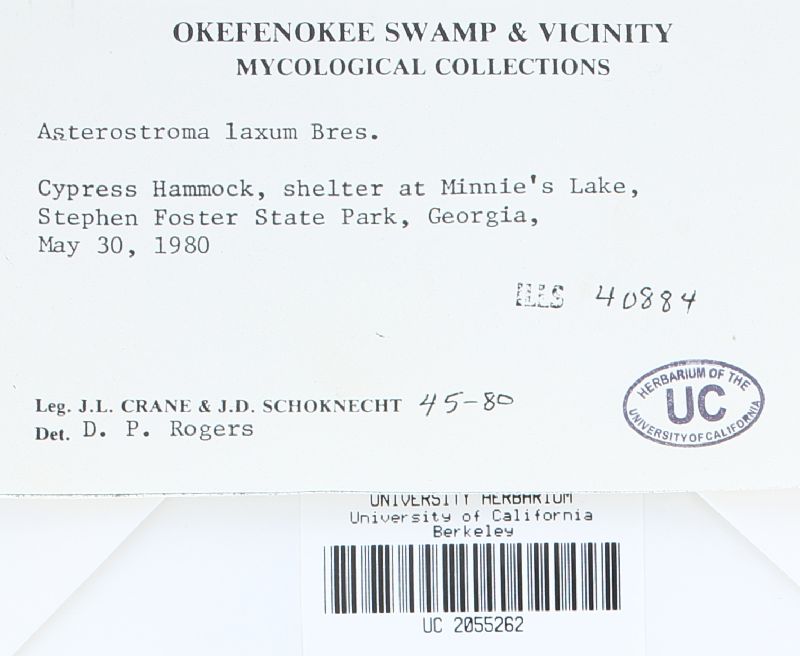 OKEFENOKEE SWAMP & VICINITY
MYCOLOGICAL COLLECTIONS
Asterostroma laxum Bres.
Cypress Hammock, shelter at Minnie's Lake,
Stephen Foster State Park, Georgia,
May 30, 1980
ILLS 40884
Leg. J.L. CRANE & J.D. SCHOKNECHT 45-80
Det. D. P. Rogers
HERBARIUM OF THE
UC
UNIVERSITY OF CALIFORNIA
UNIVERSITY HERBARIUM
University of California
Berkeley
UC 2055262